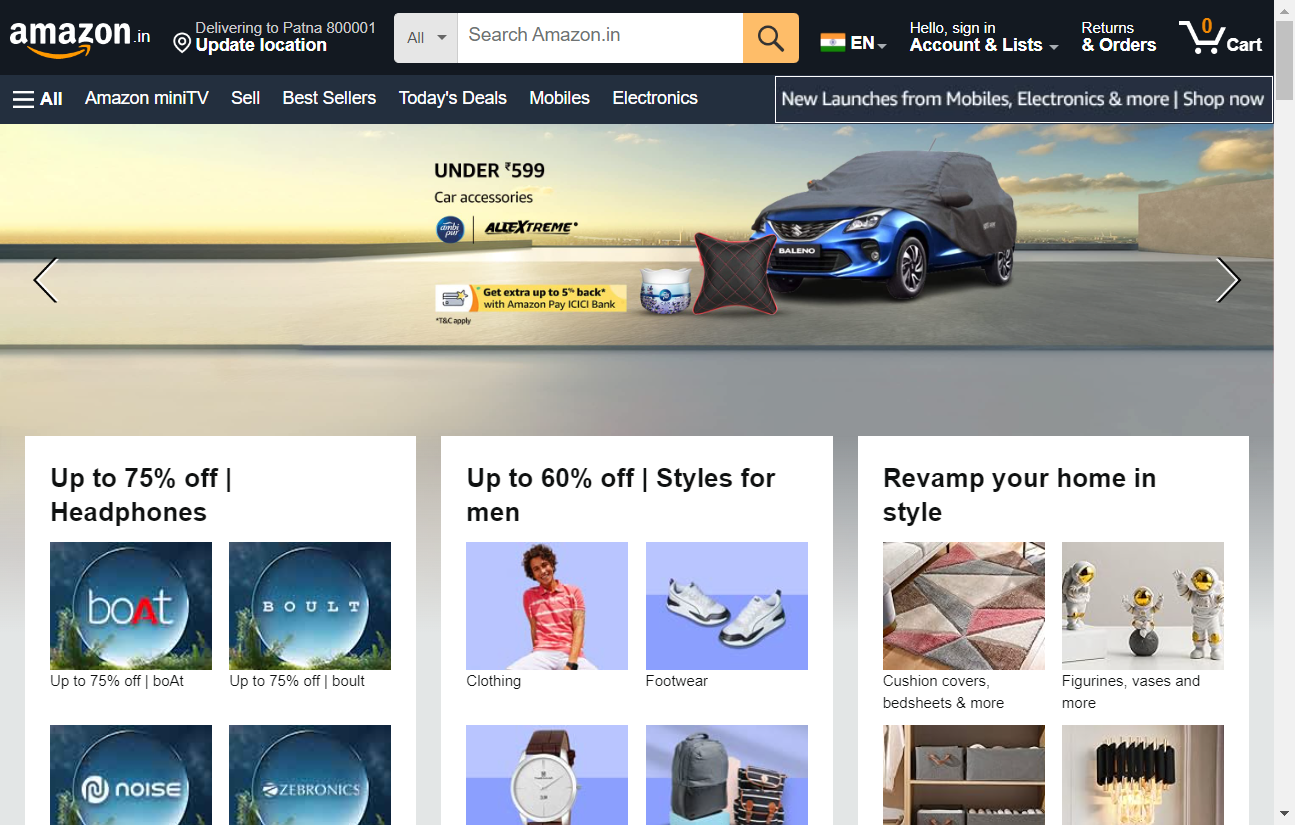 amazon.in
Delivering to Patna 800001
Update location
All
Search Amazon.in
EN
Hello, sign in
Account & Lists
Returns
& Orders
0
Cart
All
Amazon miniTV
Sell
Best Sellers
Today's Deals
Mobiles
Electronics
New Launches from Mobiles, Electronics & more | Shop now
UNDER ₹599
Car accessories
ambi
pur
ALLEXTREME
Get extra up to 5% back*
with Amazon Pay ICICI Bank
*T&C apply
BALENO
Up to 75% off |
Headphones
boAt
BOULT
Up to 75% off | boAt
Up to 75% off | boult
NOISE
ZEBRONICS
Up to 60% off | Styles for
men
Clothing
Footwear
Revamp your home in
style
Cushion covers,
bedsheets & more
Figurines, vases and
more